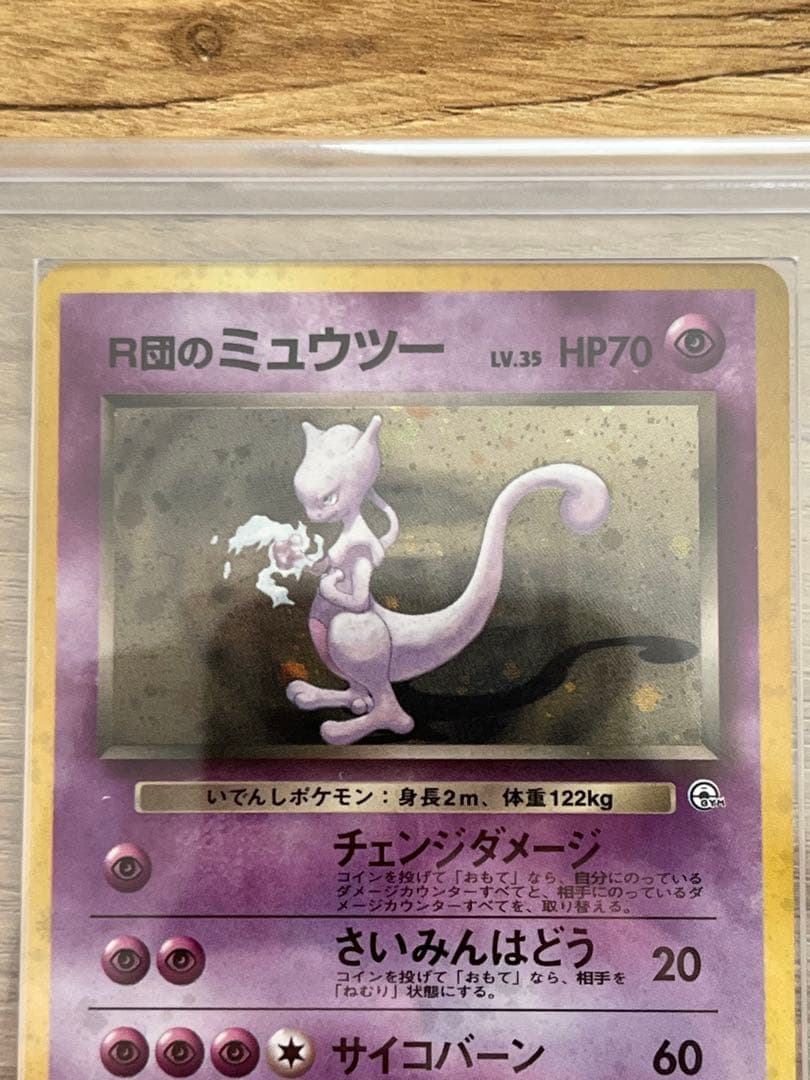 R団のミュウツー LV.35 HP70
いでんしポケモン：身長2m、体重122kg
GYM
チェンジダメージ
コインを投げて「おもて」なら、自分にのっている
ダメージカウンターすべてと、相手にのっているダ
メージカウンターすべてを、取り替える。
さいみんはどう 20
コインを投げて「おもて」なら、相手を
「ねむり」状態にする。
サイコバーン 60